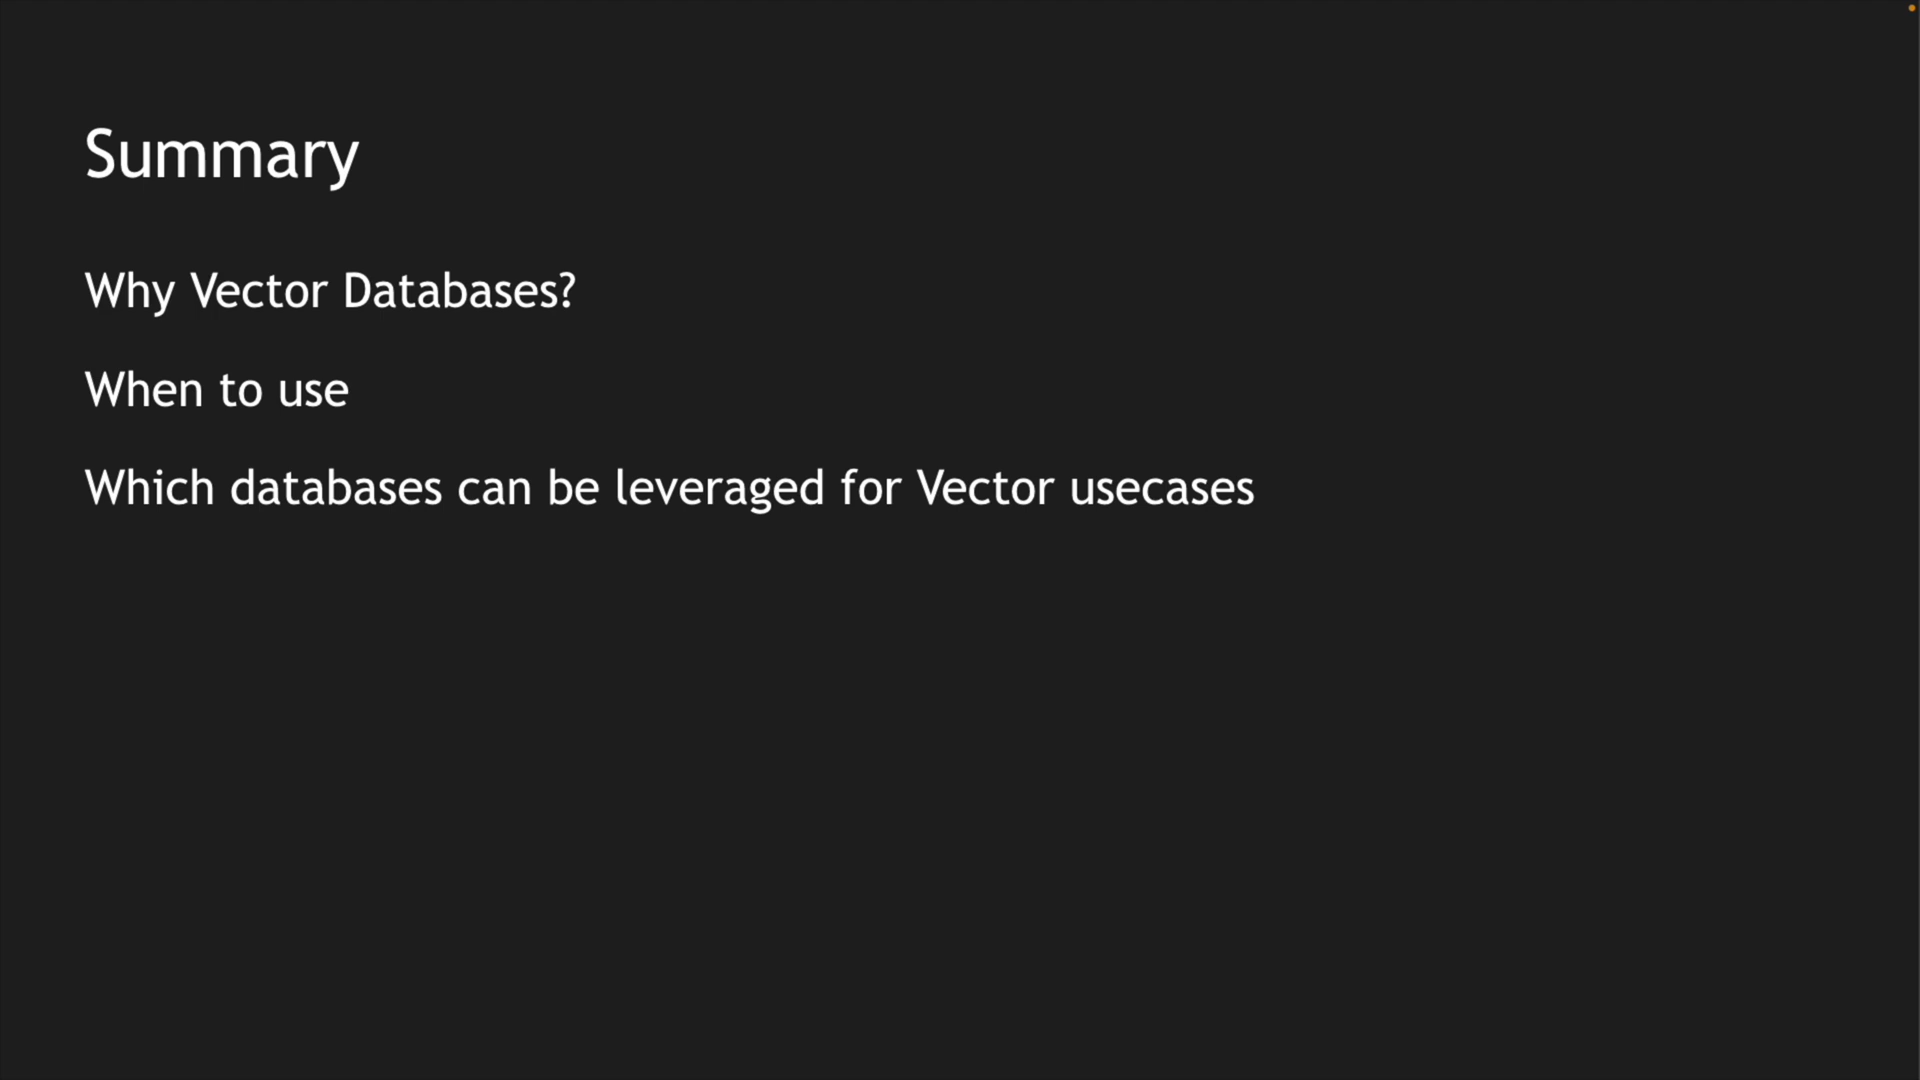 Summary
Why Vector Databases?
When to use
Which databases can be leveraged for Vector usecases